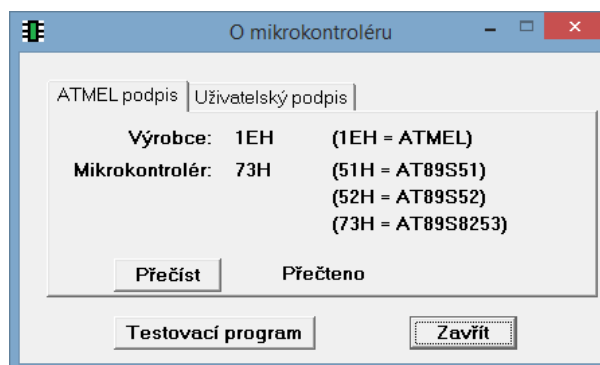 O mikrokontroléru
ATMEL podpis Uživatelský podpis
Výrobce: 1EH (1EH = ATMEL)
Mikrokontrolér: 73H (51H = AT89S51)
(52H = AT89S52)
(73H = AT89S8253)
Přečíst Přečteno
Testovací program Zavřít